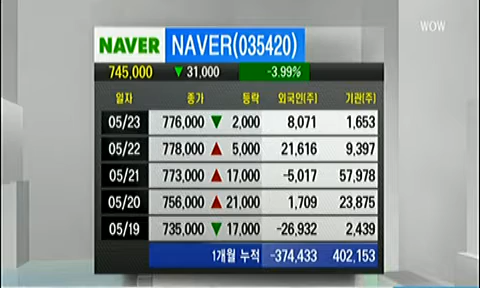 WOW
NAVER NAVER(035420)
745,000 ▼ 31,000 -3.99%
일자 종가 등락 외국인(주) 기관(주)
05/23 776,000 ▼ 2,000 8,071 1,653
05/22 778,000 ▲ 5,000 21,616 9,397
05/21 773,000 ▲ 17,000 -5,017 57,978
05/20 756,000 ▲ 21,000 1,709 23,875
05/19 735,000 ▼ 17,000 -26,932 2,439
1개월 누적 -374,433 402,153